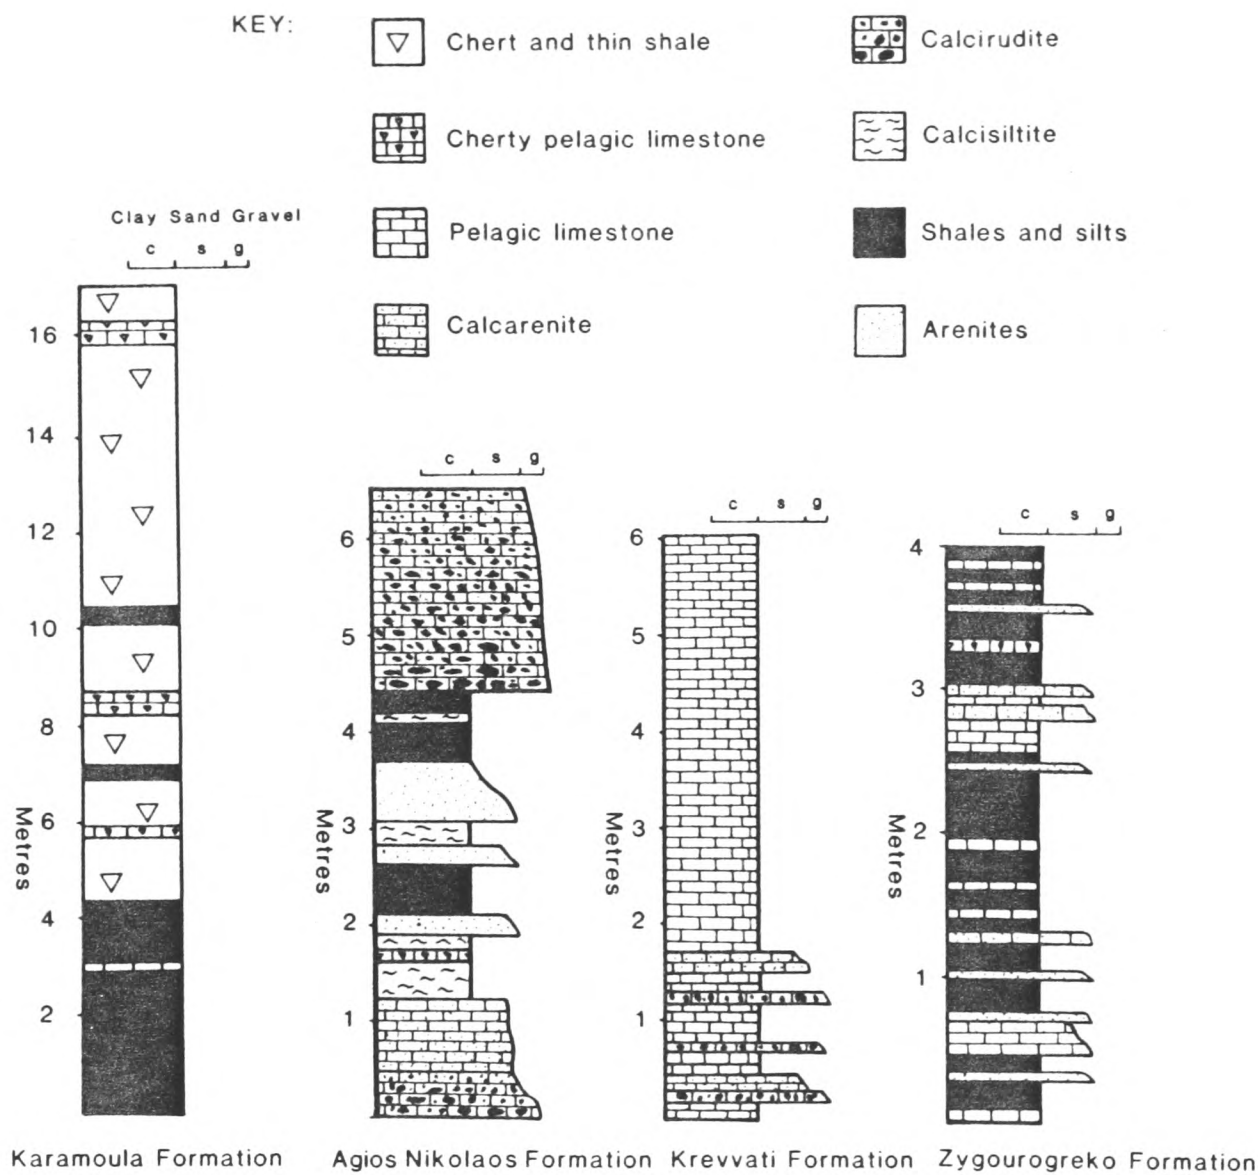 KEY:
Chert and thin shale
Cherty pelagic limestone
Pelagic limestone
Calcarenite
Calcirudite
Calcisiltite
Shales and silts
Arenites
Clay Sand Gravel
c s g
16
14
12
10
8
6
4
2
Metres
Karamoula Formation
c s g
6
5
4
3
2
1
Metres
Agios Nikolaos Formation
c s g
6
5
4
3
2
1
Metres
Krevvati Formation
c s g
4
3
2
1
Metres
Zygourogreko Formation